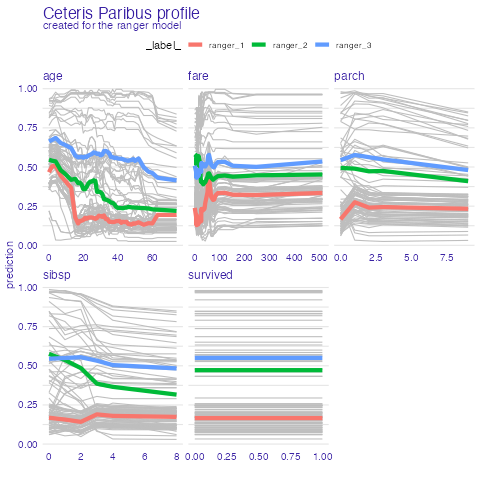 Ceteris Paribus profile
created for the ranger model
_label_ ranger_1 ranger_2 ranger_3
age fare parch
1.00
0.75
0.50
0.25
0.00
0 20 40 60 0 100 200 300 400 500 0.0 2.5 5.0 7.5
prediction
sibsp survived
1.00
0.75
0.50
0.25
0.00
0 2 4 6 8 0.00 0.25 0.50 0.75 1.00